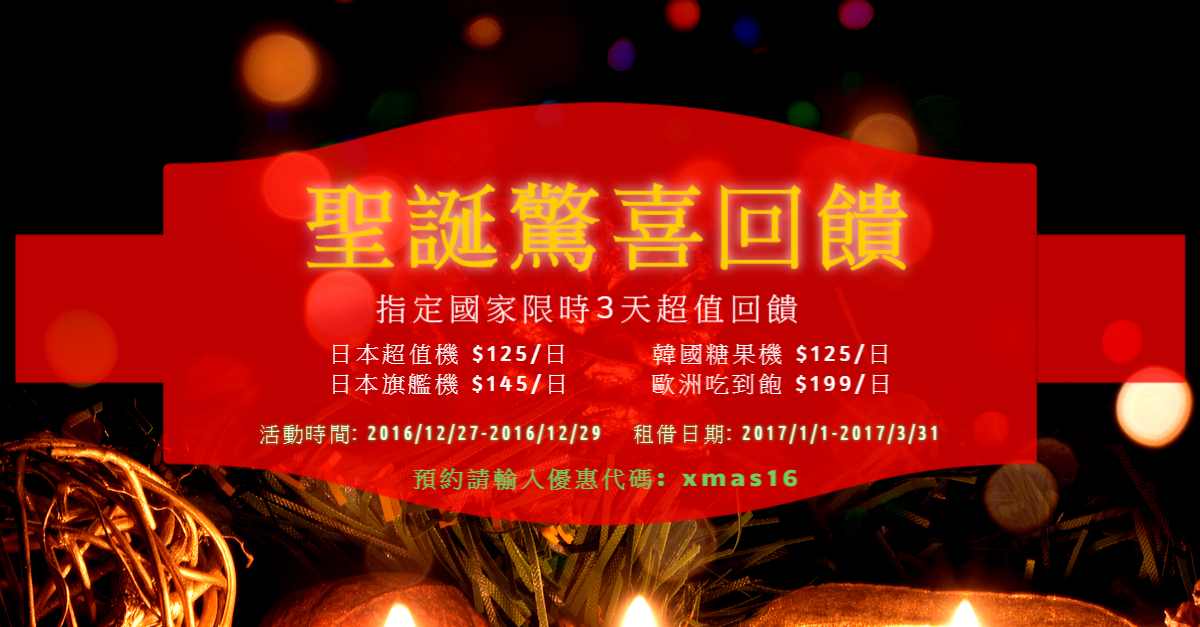 聖誕驚喜回饋
指定國家限時3天超值回饋
日本超值機 $125/日 韓國糖果機 $125/日
日本旗艦機 $145/日 歐洲吃到飽 $199/日
活動時間: 2016/12/27-2016/12/29 租借日期: 2017/1/1-2017/3/31
預約請輸入優惠代碼: xmas16